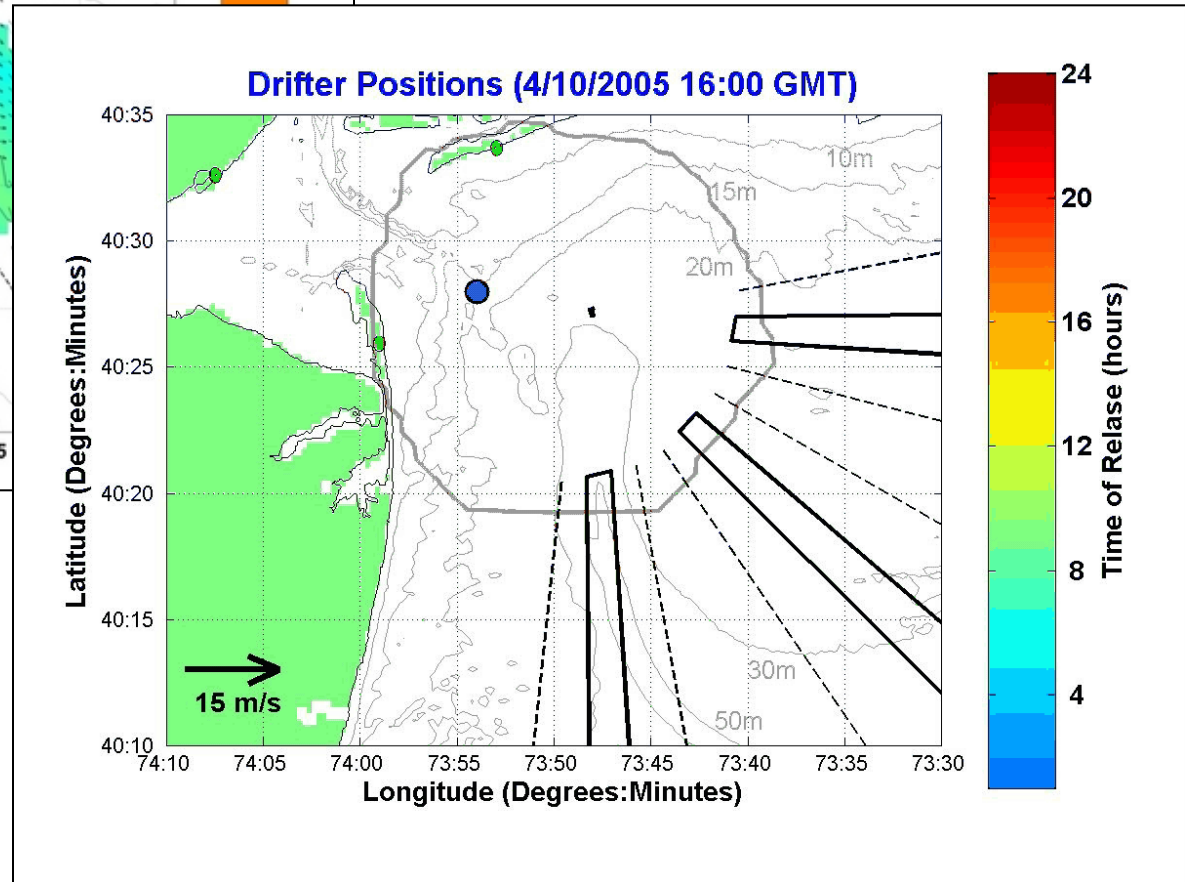 Drifter Positions (4/10/2005 16:00 GMT)
40:35
40:30
40:25
40:20
40:15
40:10
Latitude (Degrees:Minutes)
10m
15m
20m
30m
50m
15 m/s
74:10 74:05 74:00 73:55 73:50 73:45 73:40 73:35 73:30
Longitude (Degrees:Minutes)
24
20
16
12
8
4
Time of Relase (hours)
5